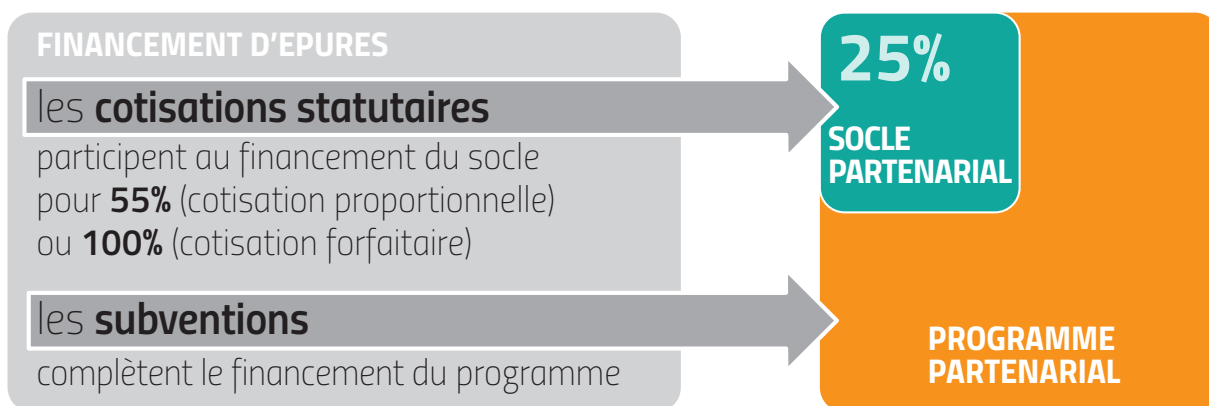 FINANCEMENT D'EPURES
les cotisations statutaires
participent au financement du socle
pour 55% (cotisation proportionnelle)
ou 100% (cotisation forfaitaire)
les subventions
complètent le financement du programme
25%
SOCLE
PARTENARIAL
PROGRAMME
PARTENARIAL